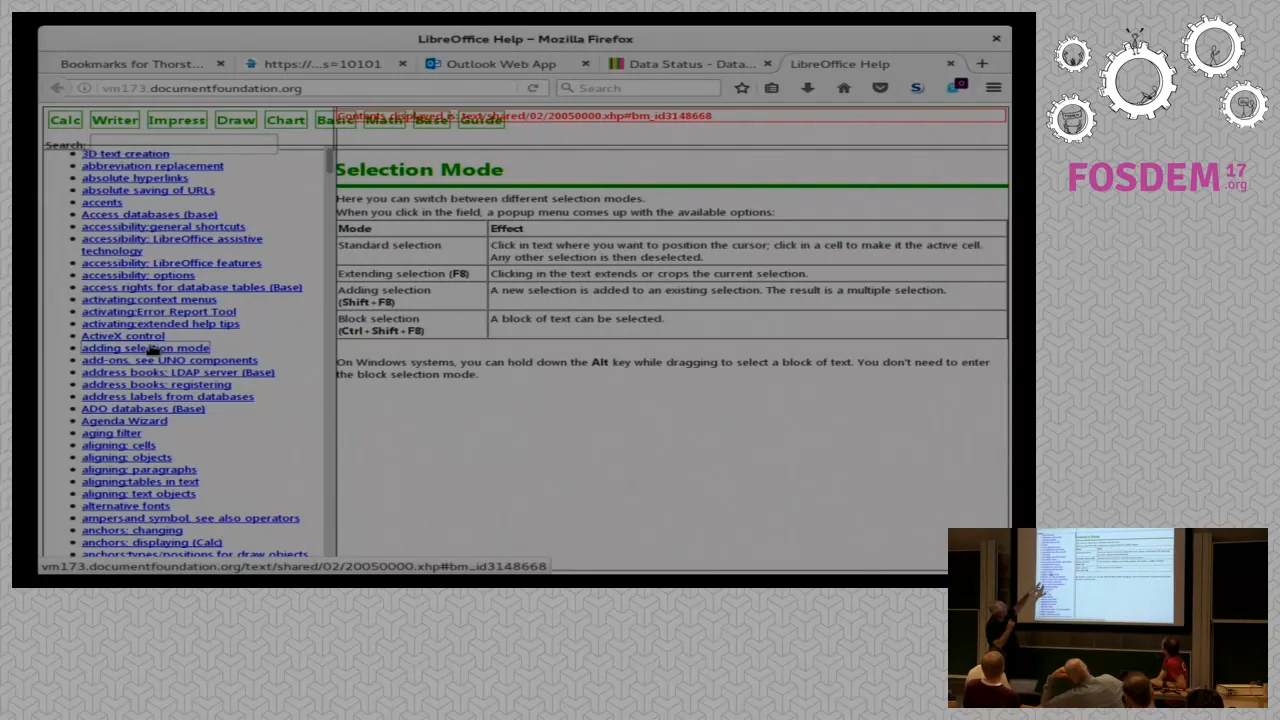 LibreOffice Help – Mozilla Firefox
Bookmarks for Thorst...
https://...s=10101
Outlook Web App
Data Status - Data...
LibreOffice Help
vm173.documentfoundation.org
Search
Calc Writer Impress Draw Chart Basic Math Base Guide
Contents displayed is: text/shared/02/20050000.xhp#bm_id3148668
Search:
3D text creation
abbreviation replacement
absolute hyperlinks
absolute saving of URLs
accents
Access databases (base)
accessibility;general shortcuts
accessibility; LibreOffice assistive
technology
accessibility; LibreOffice features
accessibility; options
access rights for database tables (Base)
activating;context menus
activating;Error Report Tool
activating;extended help tips
ActiveX control
adding selection mode
add-ons, see UNO components
address books; LDAP server (Base)
address books; registering
address labels from databases
ADO databases (Base)
Agenda Wizard
aging filter
aligning; cells
aligning; objects
aligning; paragraphs
aligning;tables in text
aligning; text objects
alternative fonts
ampersand symbol, see also operators
anchors; changing
anchors; displaying (Calc)
anchors;types/positions for draw objects
Selection Mode
Here you can switch between different selection modes.
When you click in the field, a popup menu comes up with the available options:
Mode Effect
Standard selection Click in text where you want to position the cursor; click in a cell to make it the active cell.
Any other selection is then deselected.
Extending selection (F8) Clicking in the text extends or crops the current selection.
Adding selection A new selection is added to an existing selection. The result is a multiple selection.
(Shift+F8)
Block selection A block of text can be selected.
(Ctrl+Shift+F8)
On Windows systems, you can hold down the Alt key while dragging to select a block of text. You don't need to enter
the block selection mode.
FOSDEM 17
.org